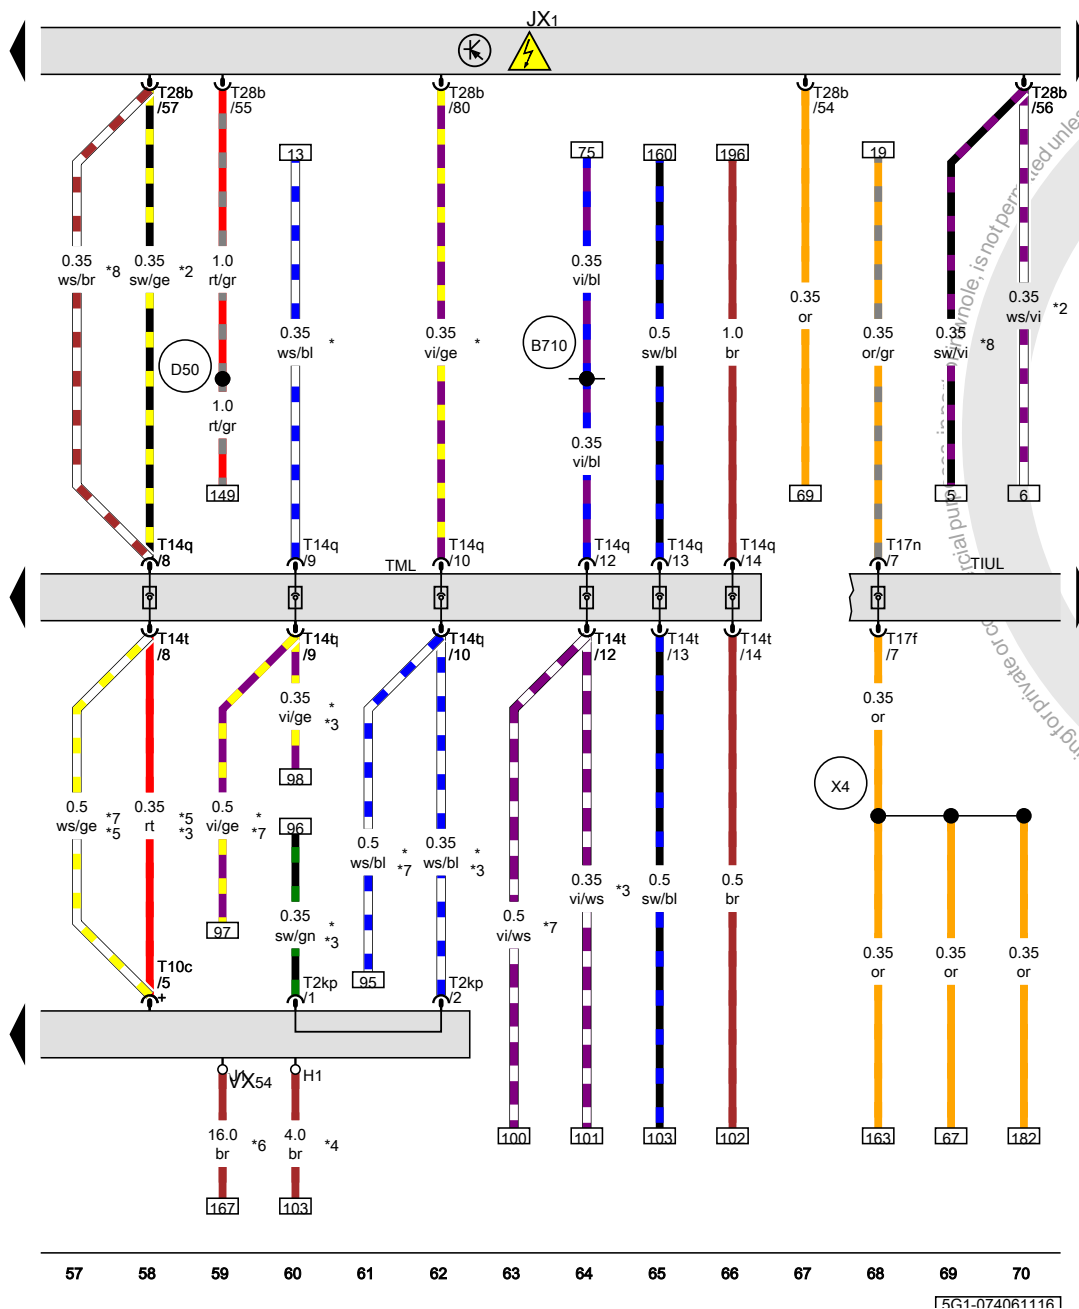 JX1
T28b
/57
T28b
/55
T28b
/80
T28b
/54
T28b
/56
13
75
160
196
19
0.35
ws/br
*8
0.35
sw/ge
*2
1.0
rt/gr
0.35
ws/bl
*
0.35
vi/ge
*
0.35
vi/bl
0.5
sw/bl
1.0
br
0.35
or
0.35
or/gr
0.35
sw/vi
*8
0.35
ws/vi
*2
D50
B710
1.0
rt/gr
0.35
vi/bl
149
69
5
6
T14q
/8
T14q
/9
TML
T14q
/10
T14q
/12
T14q
/13
T14q
/14
T17n
/7
TIUL
T14t
/8
T14q
/9
T14q
/10
T14t
/12
T14t
/13
T14t
/14
T17f
/7
0.35
vi/ge
*
*3
0.35
or
98
X4
0.5
ws/ge
*7
*5
0.35
rt
*5
*3
0.5
vi/ge
*
*7
96
0.5
ws/bl
*
*7
0.35
ws/bl
*
*3
0.35
vi/ws
*3
0.5
sw/bl
0.5
br
97
0.35
sw/gn
*
*3
0.5
vi/ws
*7
0.35
or
0.35
or
0.35
or
T10c
/5
+
T2kp
/1
95
T2kp
/2
J1
VX54
H1
16.0
br
*6
4.0
br
*4
100
101
103
102
163
67
182
167
103
57 58 59 60 61 62 63 64 65 66 67 68 69 70
5G1-074061116